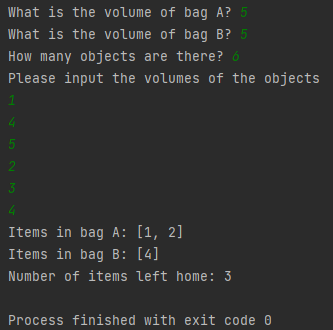 What is the volume of bag A? 5
What is the volume of bag B? 5
How many objects are there? 6
Please input the volumes of the objects
1
4
5
2
3
4
Items in bag A: [1, 2]
Items in bag B: [4]
Number of items left home: 3
Process finished with exit code 0